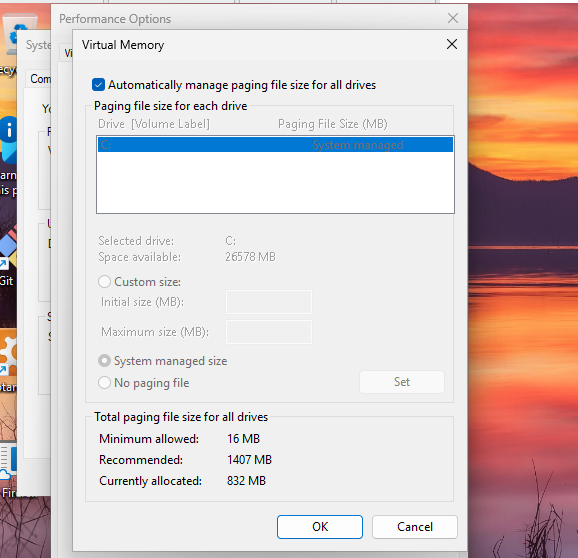 Performance Options
Virtual Memory
Automatically manage paging file size for all drives
Paging file size for each drive
Drive [Volume Label] Paging File Size (MB)
C: System managed
Selected drive: C:
Space available: 26578 MB
Custom size:
Initial size (MB):
Maximum size (MB):
System managed size
No paging file
Set
Total paging file size for all drives
Minimum allowed: 16 MB
Recommended: 1407 MB
Currently allocated: 832 MB
OK Cancel
Git